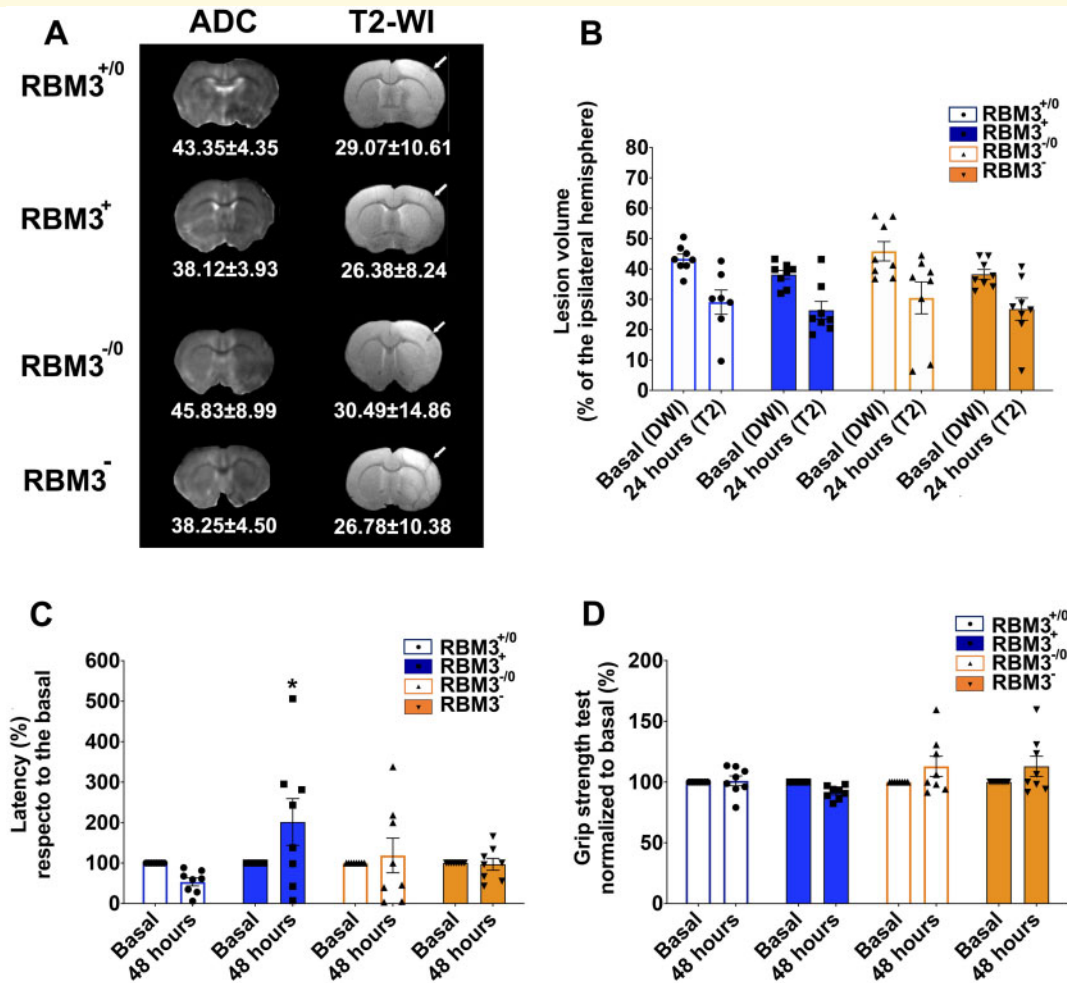 A
ADC T2-WI
RBM3+/0
43.35±4.35 29.07±10.61
RBM3+
38.12±3.93 26.38±8.24
RBM3-/0
45.83±8.99 30.49±14.86
RBM3-
38.25±4.50 26.78±10.38
B
RBM3+/0
RBM3+
RBM3-/0
RBM3-
Lesion volume
(% of the ipsilateral hemisphere)
80
70
60
50
40
30
20
10
0
Basal (DWI)
24 hours (T2)
Basal (DWI)
24 hours (T2)
Basal (DWI)
24 hours (T2)
Basal (DWI)
24 hours (T2)
C
RBM3+/0
RBM3+
RBM3-/0
RBM3-
Latency (%)
respecto to the basal
600
500
400
300
200
100
0
*
Basal
48 hours
Basal
48 hours
Basal
48 hours
Basal
48 hours
D
RBM3+/0
RBM3+
RBM3-/0
RBM3-
Grip strength test
normalized to basal (%)
200
150
100
50
0
Basal
48 hours
Basal
48 hours
Basal
48 hours
Basal
48 hours